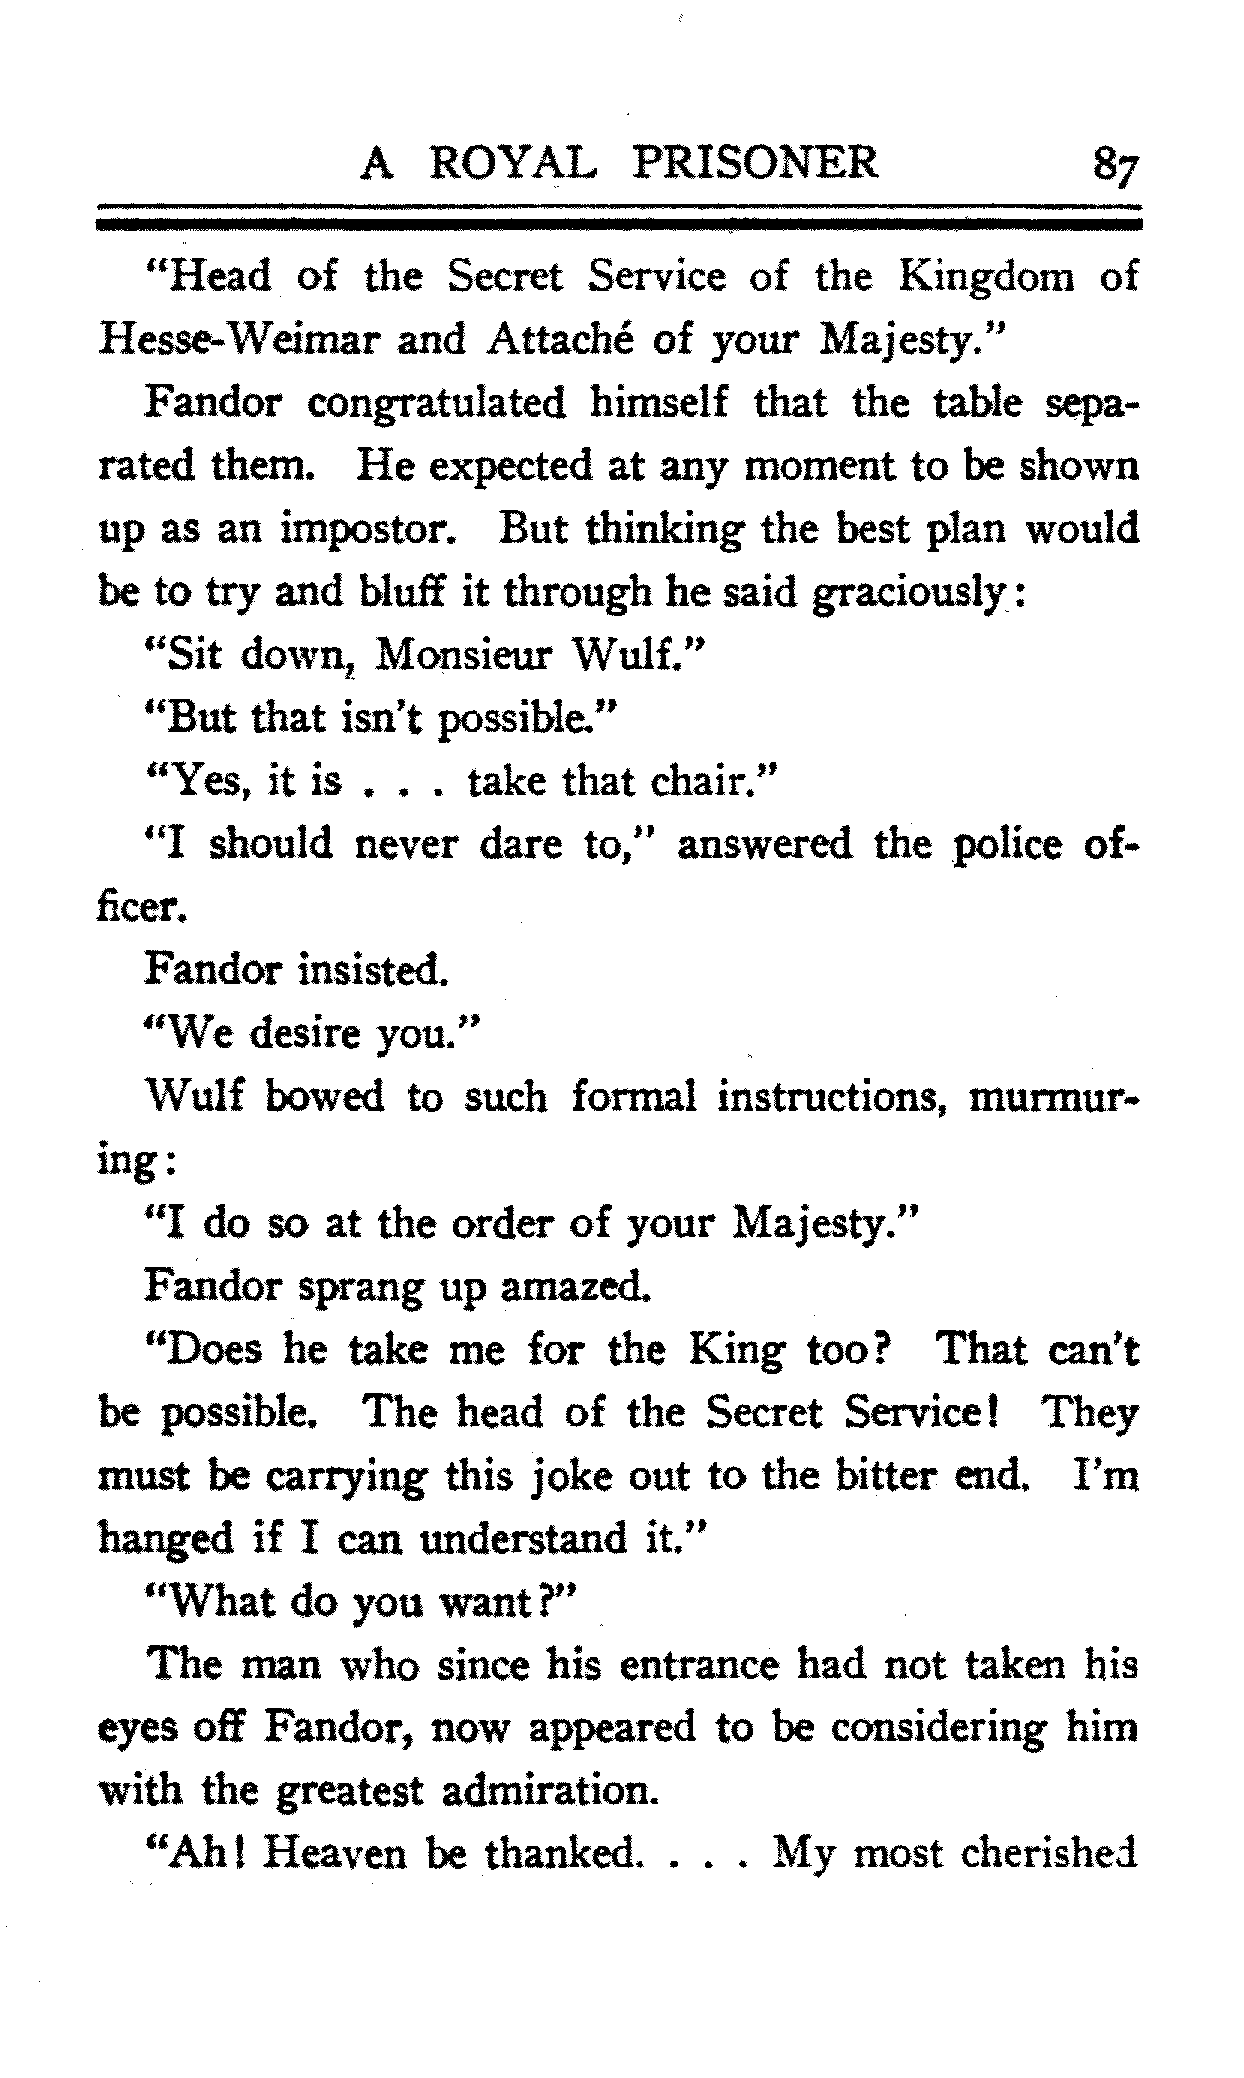 A ROYAL PRISONER 87
"Head of the Secret Service of the Kingdom of
Hesse-Weimar and Attaché of your Majesty."
Fandor congratulated himself that the table sepa-
rated them. He expected at any moment to be shown
up as an impostor. But thinking the best plan would
be to try and bluff it through he said graciously:
"Sit down, Monsieur Wulf."
"But that isn't possible."
"Yes, it is . . . take that chair."
"I should never dare to," answered the police of-
ficer.
Fandor insisted.
"We desire you."
Wulf bowed to such formal instructions, murmur-
ing:
"I do so at the order of your Majesty."
Fandor sprang up amazed.
"Does he take me for the King too? That can't
be possible. The head of the Secret Service! They
must be carrying this joke out to the bitter end. I'm
hanged if I can understand it."
"What do you want?"
The man who since his entrance had not taken his
eyes off Fandor, now appeared to be considering him
with the greatest admiration.
"Ah! Heaven be thanked. . . . My most cherished